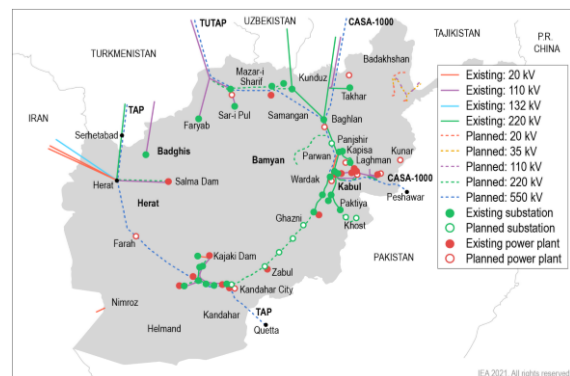 TUTAP
UZBEKISTAN
CASA-1000
TAJIKISTAN
P.R.
CHINA
TURKMENISTAN
Badakhshan
Mazar-i
Sharif
Kunduz
Takhar
IRAN
TAP
Serhetabad
Faryab
Sar-i Pul
Samangan
Baghlan
Badghis
Panjshir
Kapisa
Kunar
Bamyan
Parwan
Laghman
Herat
Salma Dam
Wardak
Kabul
CASA-1000
Peshawar
Herat
Paktiya
Ghazni
Khost
Farah
Kajaki Dam
Zabul
PAKISTAN
Nimroz
Kandahar City
Helmand
Kandahar
TAP
Quetta
Existing: 20 kV
Existing: 110 kV
Existing: 132 kV
Existing: 220 kV
Planned: 20 kV
Planned: 35 kV
Planned: 110 kV
Planned: 220 kV
Planned: 550 kV
Existing substation
Planned substation
Existing power plant
Planned power plant
IEA 2021. All rights reserved